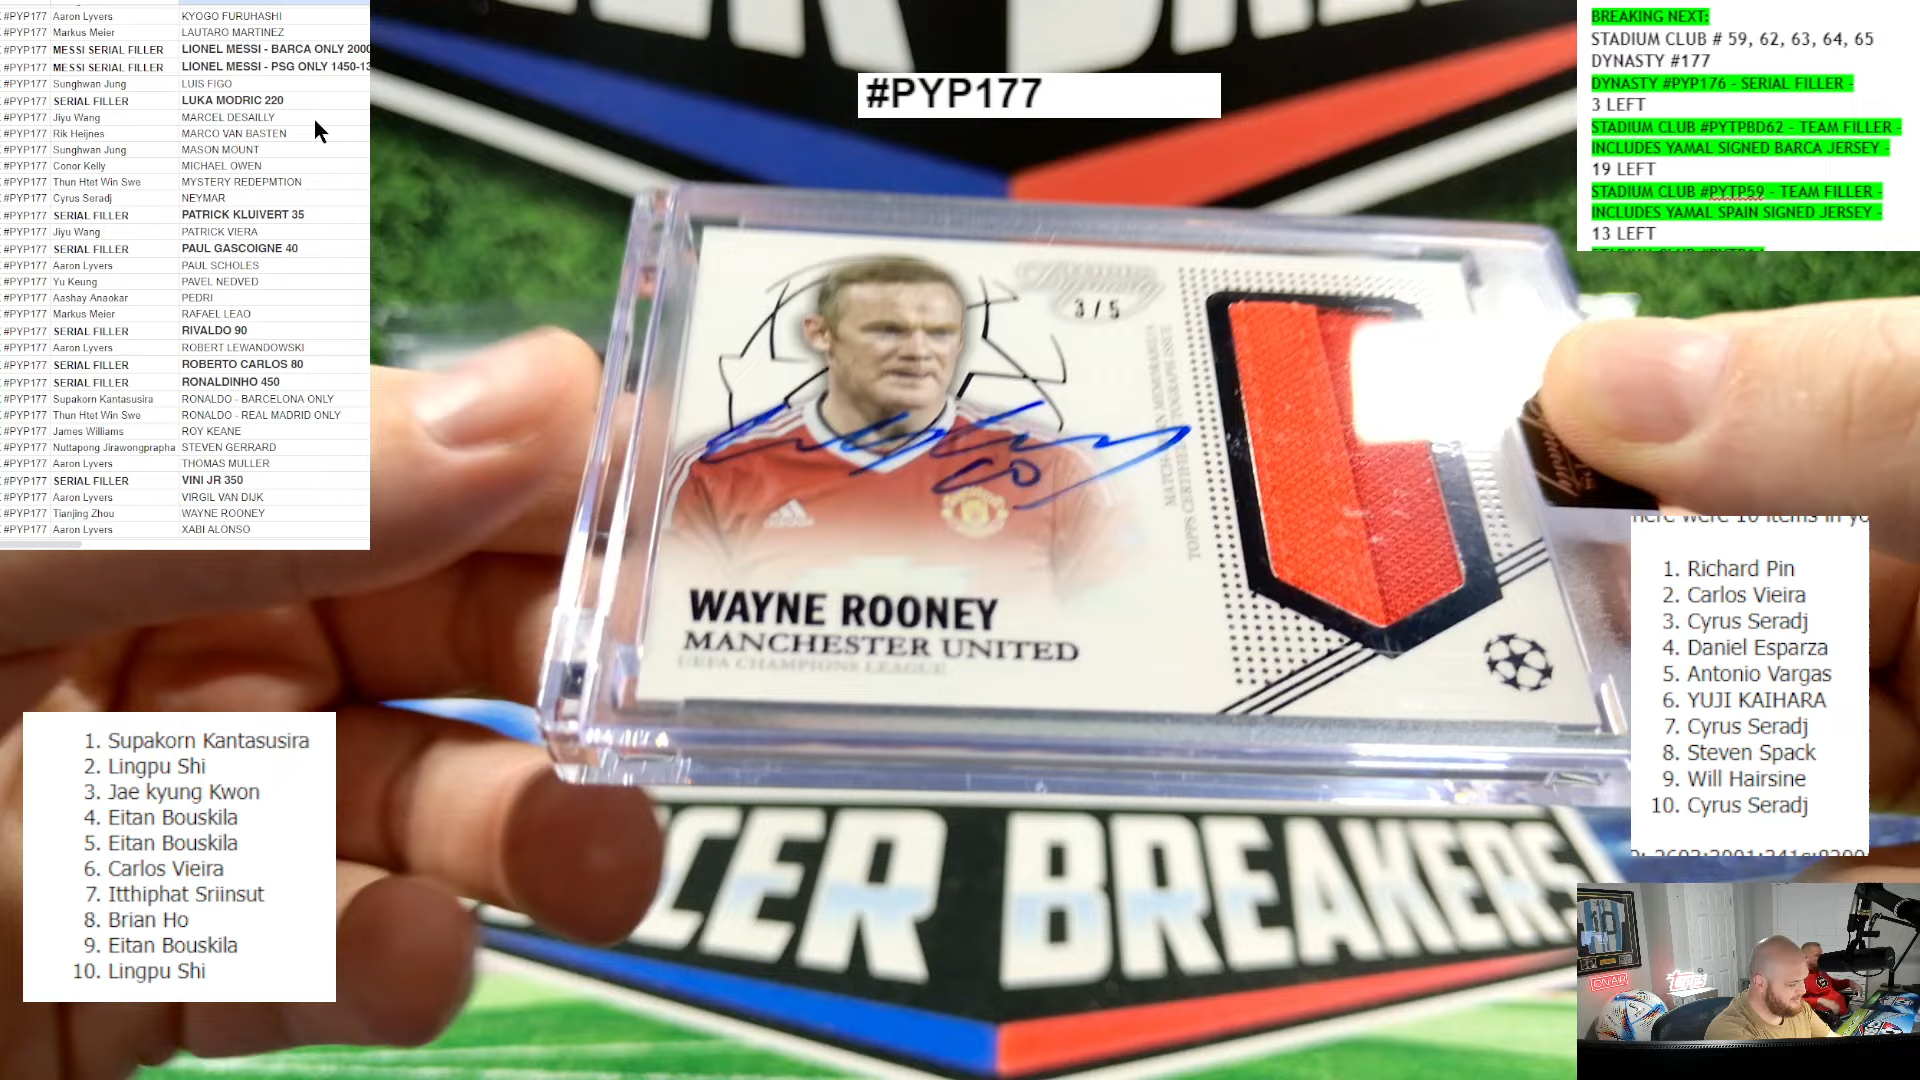 #PYP177 Aaron Lyvers KYOGO FURUHASHI
#PYP177 Markus Meier LAUTARO MARTINEZ
#PYP177 MESSI SERIAL FILLER LIONEL MESSI - BARCA ONLY 2000
#PYP177 MESSI SERIAL FILLER LIONEL MESSI - PSG ONLY 1450-13
#PYP177 Sunghwan Jung LUIS FIGO
#PYP177 SERIAL FILLER LUKA MODRIC 220
#PYP177 Jiyu Wang MARCEL DESAILLY
#PYP177 Rik Heijnes MARCO VAN BASTEN
#PYP177 Sunghwan Jung MASON MOUNT
#PYP177 Conor Kelly MICHAEL OWEN
#PYP177 Thun Htet Win Swe MYSTERY REDEPMTION
#PYP177 Cyrus Seradj NEYMAR
#PYP177 SERIAL FILLER PATRICK KLUIVERT 35
#PYP177 Jiyu Wang PATRICK VIERA
#PYP177 SERIAL FILLER PAUL GASCOIGNE 40
#PYP177 Aaron Lyvers PAUL SCHOLES
#PYP177 Yu Keung PAVEL NEDVED
#PYP177 Aashay Anaokar PEDRI
#PYP177 Markus Meier RAFAEL LEAO
#PYP177 SERIAL FILLER RIVALDO 90
#PYP177 Aaron Lyvers ROBERT LEWANDOWSKI
#PYP177 SERIAL FILLER ROBERTO CARLOS 80
#PYP177 SERIAL FILLER RONALDINHO 450
#PYP177 Supakorn Kantasusira RONALDO - BARCELONA ONLY
#PYP177 Thun Htet Win Swe RONALDO - REAL MADRID ONLY
#PYP177 James Williams ROY KEANE
#PYP177 Nuttapong Jirawongprapha STEVEN GERRARD
#PYP177 Aaron Lyvers THOMAS MULLER
#PYP177 SERIAL FILLER VINI JR 350
#PYP177 Aaron Lyvers VIRGIL VAN DIJK
#PYP177 Tianjing Zhou WAYNE ROONEY
#PYP177 Aaron Lyvers XABI ALONSO
#PYP177
BREAKING NEXT:
STADIUM CLUB # 59, 62, 63, 64, 65
DYNASTY #177
DYNASTY #PYP176 - SERIAL FILLER -
3 LEFT
STADIUM CLUB #PYTPBD62 - TEAM FILLER -
INCLUDES YAMAL SIGNED BARCA JERSEY -
19 LEFT
STADIUM CLUB #PYTP59 - TEAM FILLER -
INCLUDES YAMAL SPAIN SIGNED JERSEY -
13 LEFT
3/5
WAYNE ROONEY
MANCHESTER UNITED
UEFA CHAMPIONS LEAGUE
1. Supakorn Kantasusira
2. Lingpu Shi
3. Jae kyung Kwon
4. Eitan Bouskila
5. Eitan Bouskila
6. Carlos Vieira
7. Itthiphat Sriinsut
8. Brian Ho
9. Eitan Bouskila
10. Lingpu Shi
1. Richard Pin
2. Carlos Vieira
3. Cyrus Seradj
4. Daniel Esparza
5. Antonio Vargas
6. YUJI KAIHARA
7. Cyrus Seradj
8. Steven Spack
9. Will Hairsine
10. Cyrus Seradj
CER BREAKERS
ON AIR
topps